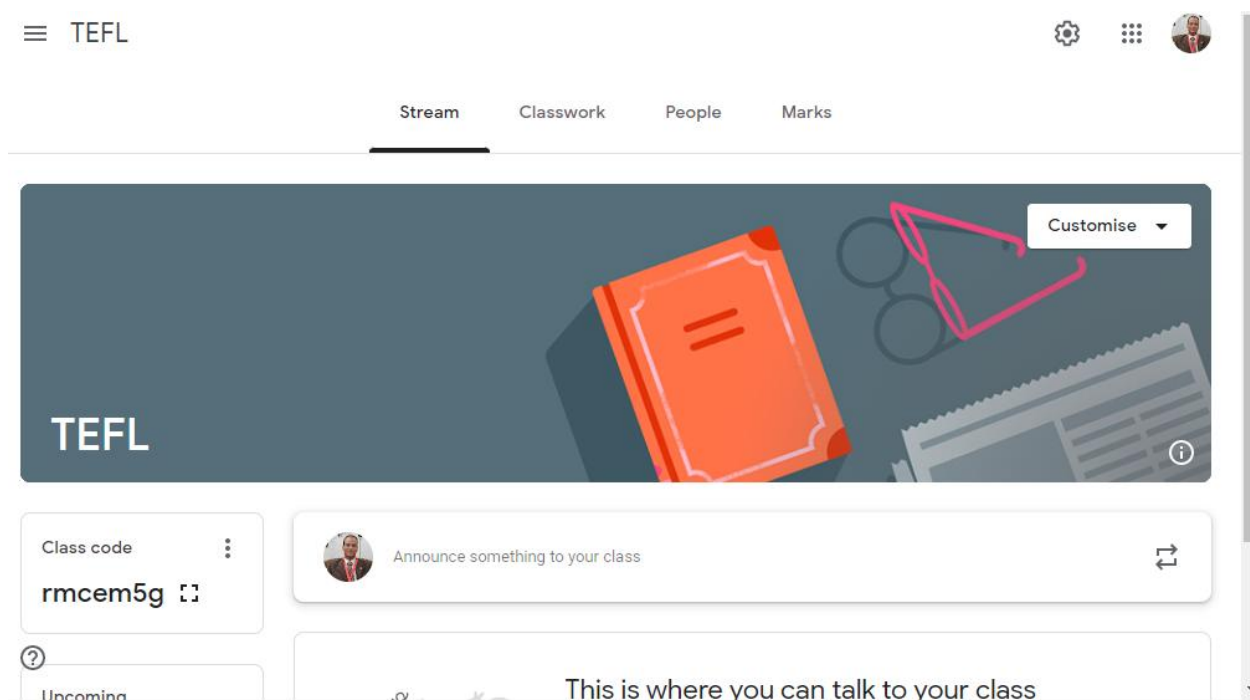 TEFL
Stream Classwork People Marks
Customise
TEFL
Class code
rmcem5g
Announce something to your class
This is where you can talk to your class
Upcoming